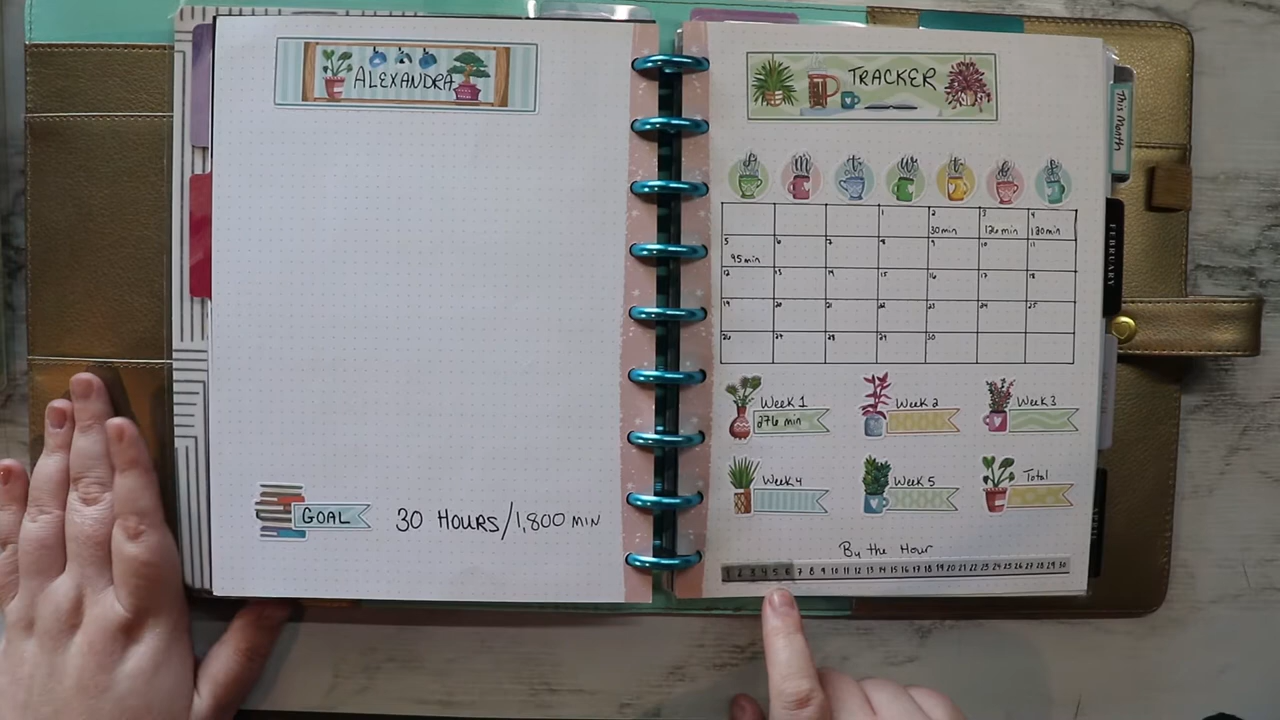 ALEXANDRA
GOAL
30 HOURS/1,800 MIN
TRACKER
S M T W T F S
1 2 3 4
30min 126 min 120min
5 6 7 8 9 10 11
95min
12 13 14 15 16 17 18
19 20 21 22 23 24 25
26 27 28 29 30
Week 1 Week 2 Week 3
276 min
Week 4 Week 5 Total
By the Hour
1 2 3 4 5 6 7 8 9 10 11 12 13 14 15 16 17 18 19 20 21 22 23 24 25 26 27 28 29 30
This Month
FEBRUARY
APRIL